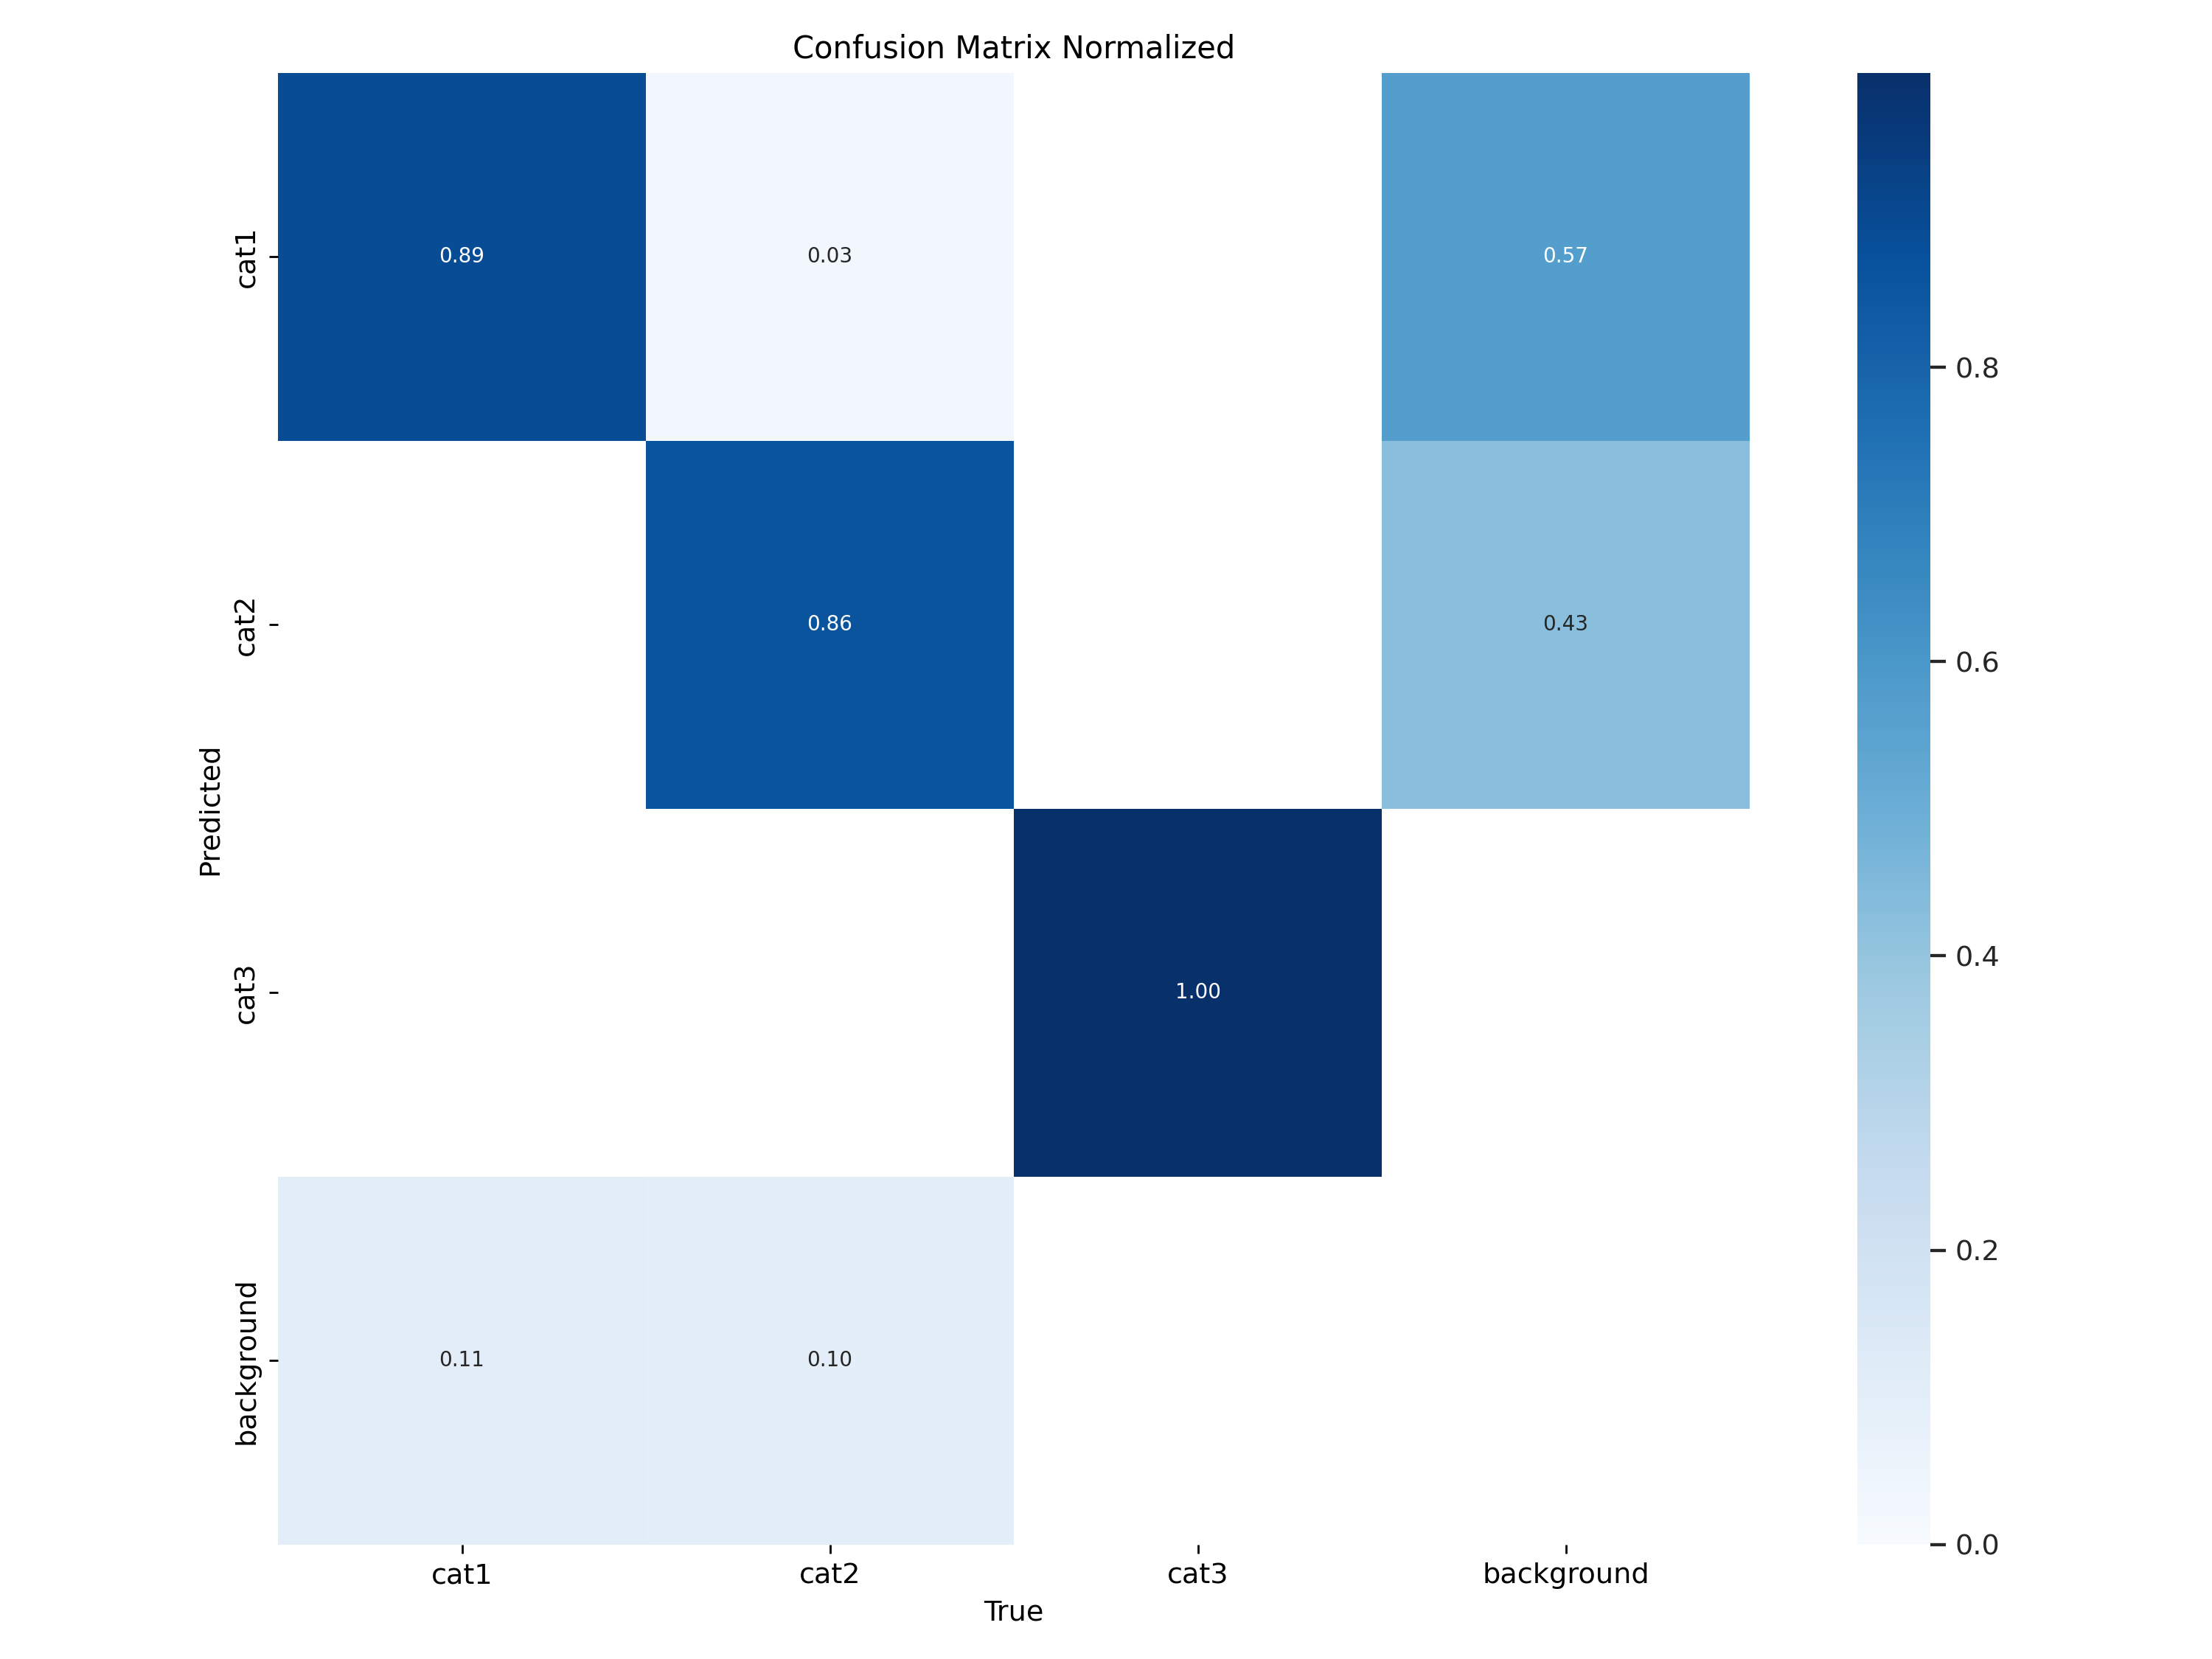 Confusion Matrix Normalized
cat1
0.89
0.03
0.57
cat2
0.86
0.43
cat3
1.00
background
0.11
0.10
Predicted
cat1
cat2
cat3
background
True
0.8
0.6
0.4
0.2
0.0